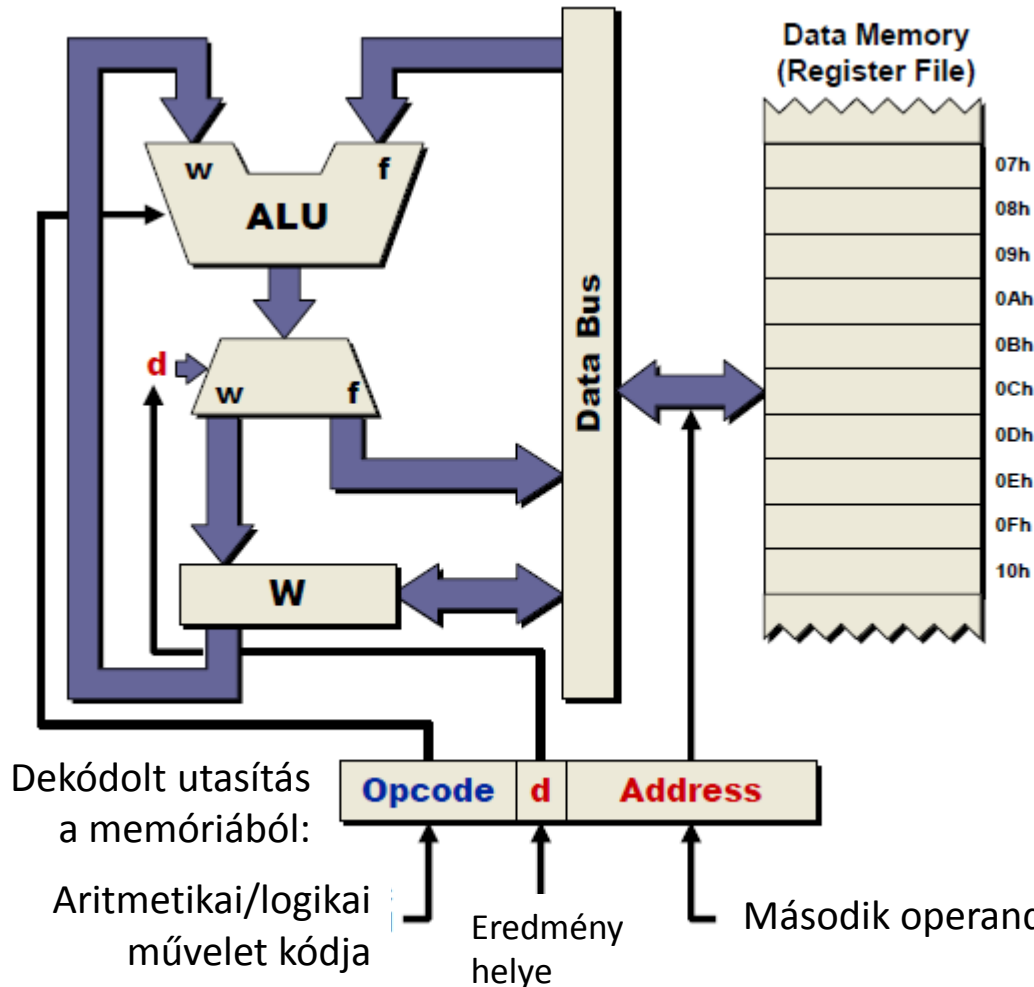 Data Memory
(Register File)
w
f
ALU
07h
08h
09h
0Ah
0Bh
0Ch
0Dh
0Eh
0Fh
10h
Data Bus
d
w
f
W
Dekódolt utasítás
a memóriából:
Opcode
d
Address
Aritmetikai/logikai
művelet kódja
Eredmény
helye
Második operand